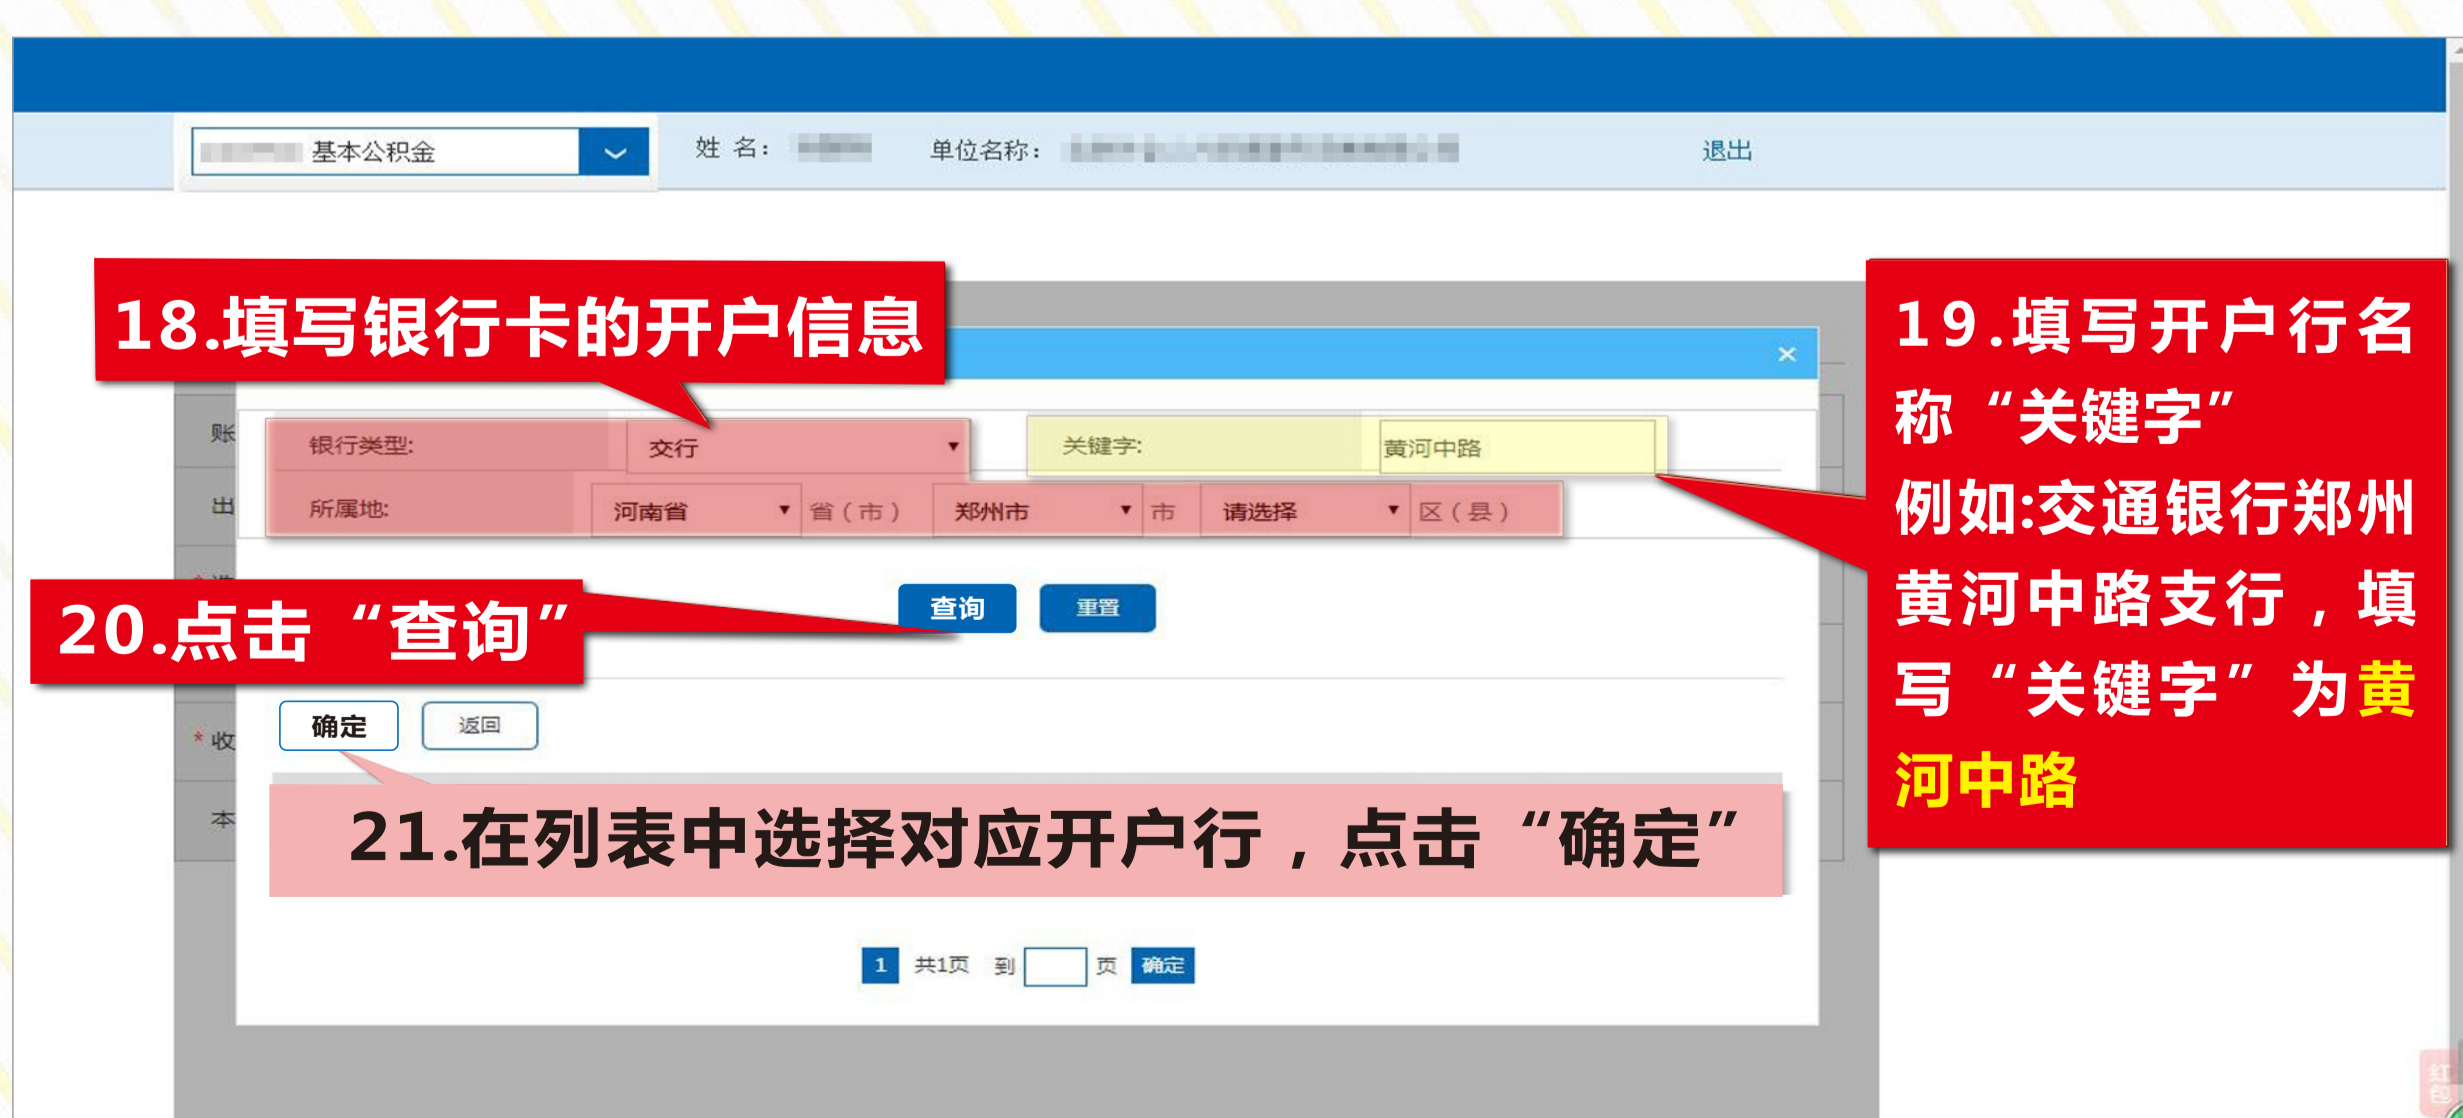 基本公积金
姓 名：
单位名称：
退出
18.填写银行卡的开户信息
×
账
银行类型:
交行
关键字:
黄河中路
出
所属地:
河南省
省（市）
郑州市
市
请选择
区（县）
19.填写开户行名
称“关键字”
例如:交通银行郑州
黄河中路支行，填
写“关键字”为黄
河中路
20.点击“查询”
查询
重置
* 收
确定
返回
本
21.在列表中选择对应开户行，点击“确定”
1 共1页 到 页 确定
红
包